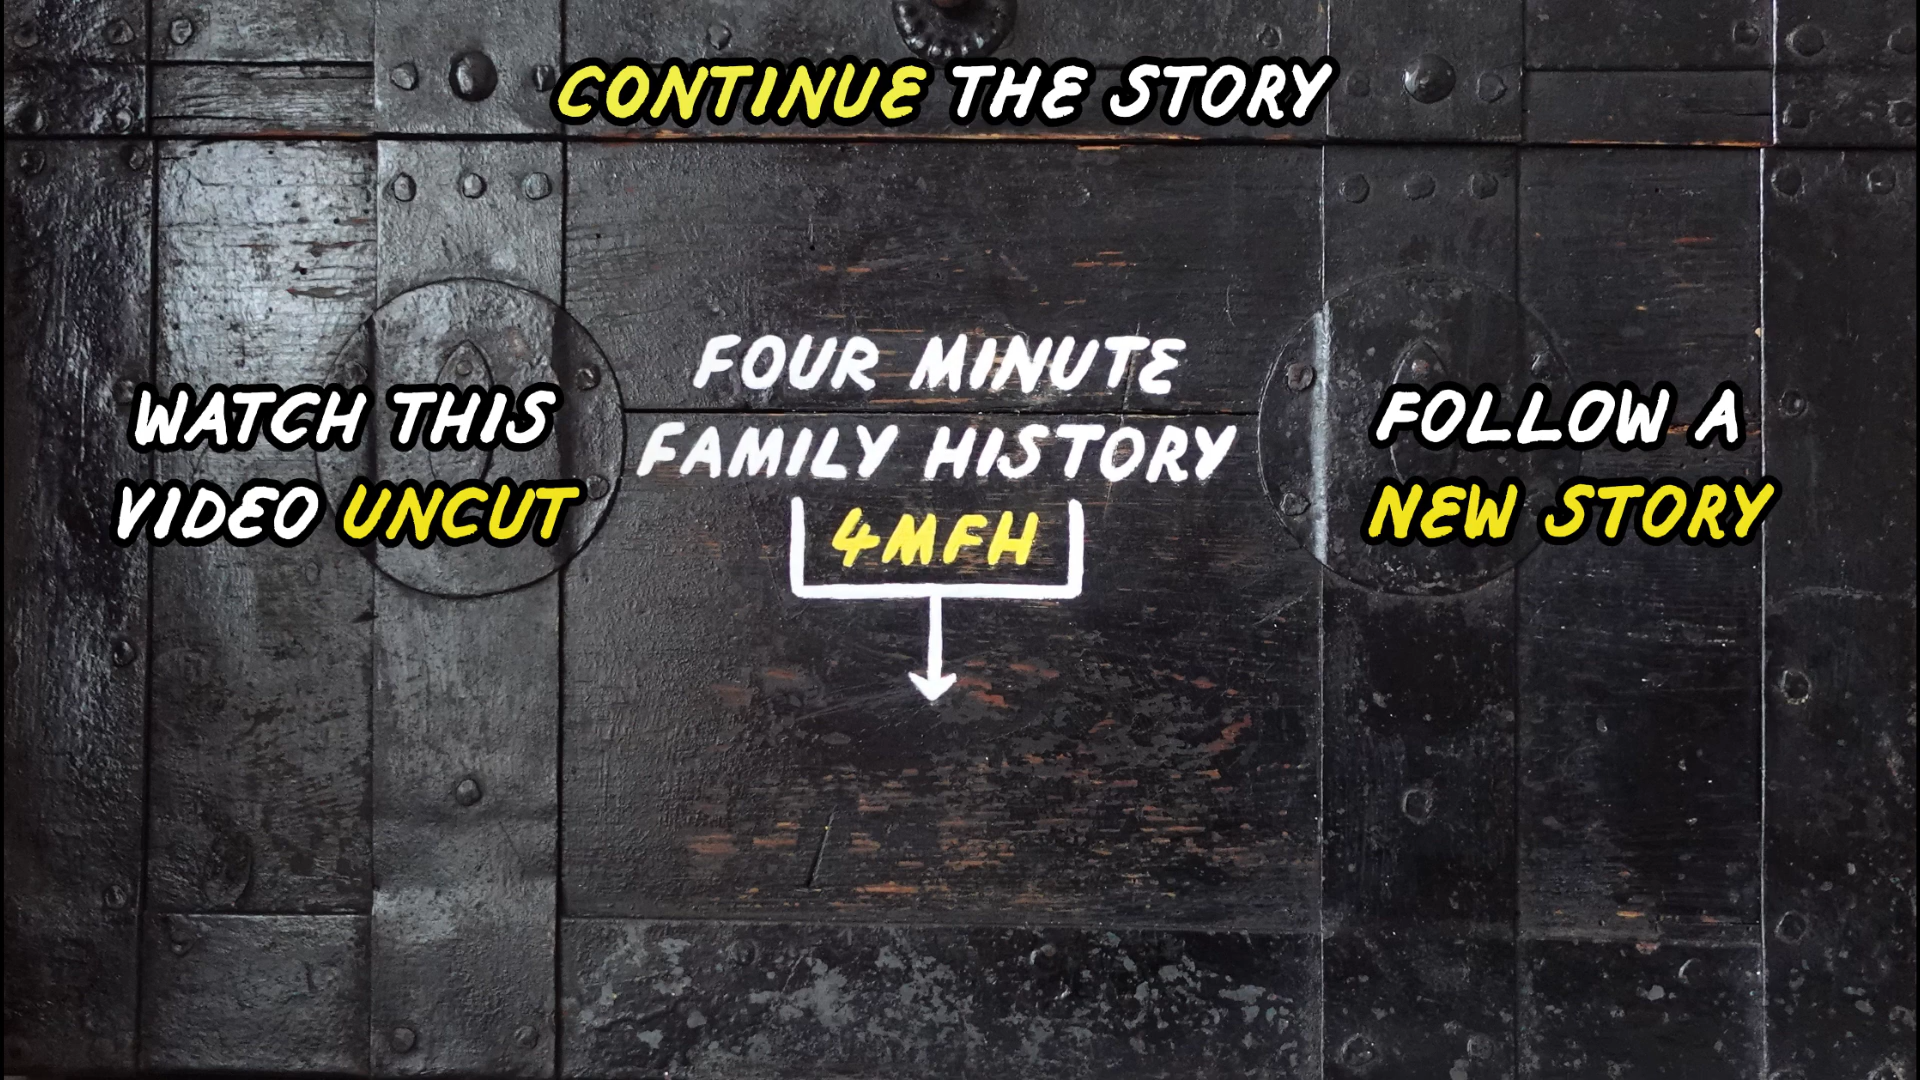 CONTINUE THE STORY
WATCH THIS
VIDEO UNCUT
FOUR MINUTE
FAMILY HISTORY
4MFH
FOLLOW A
NEW STORY